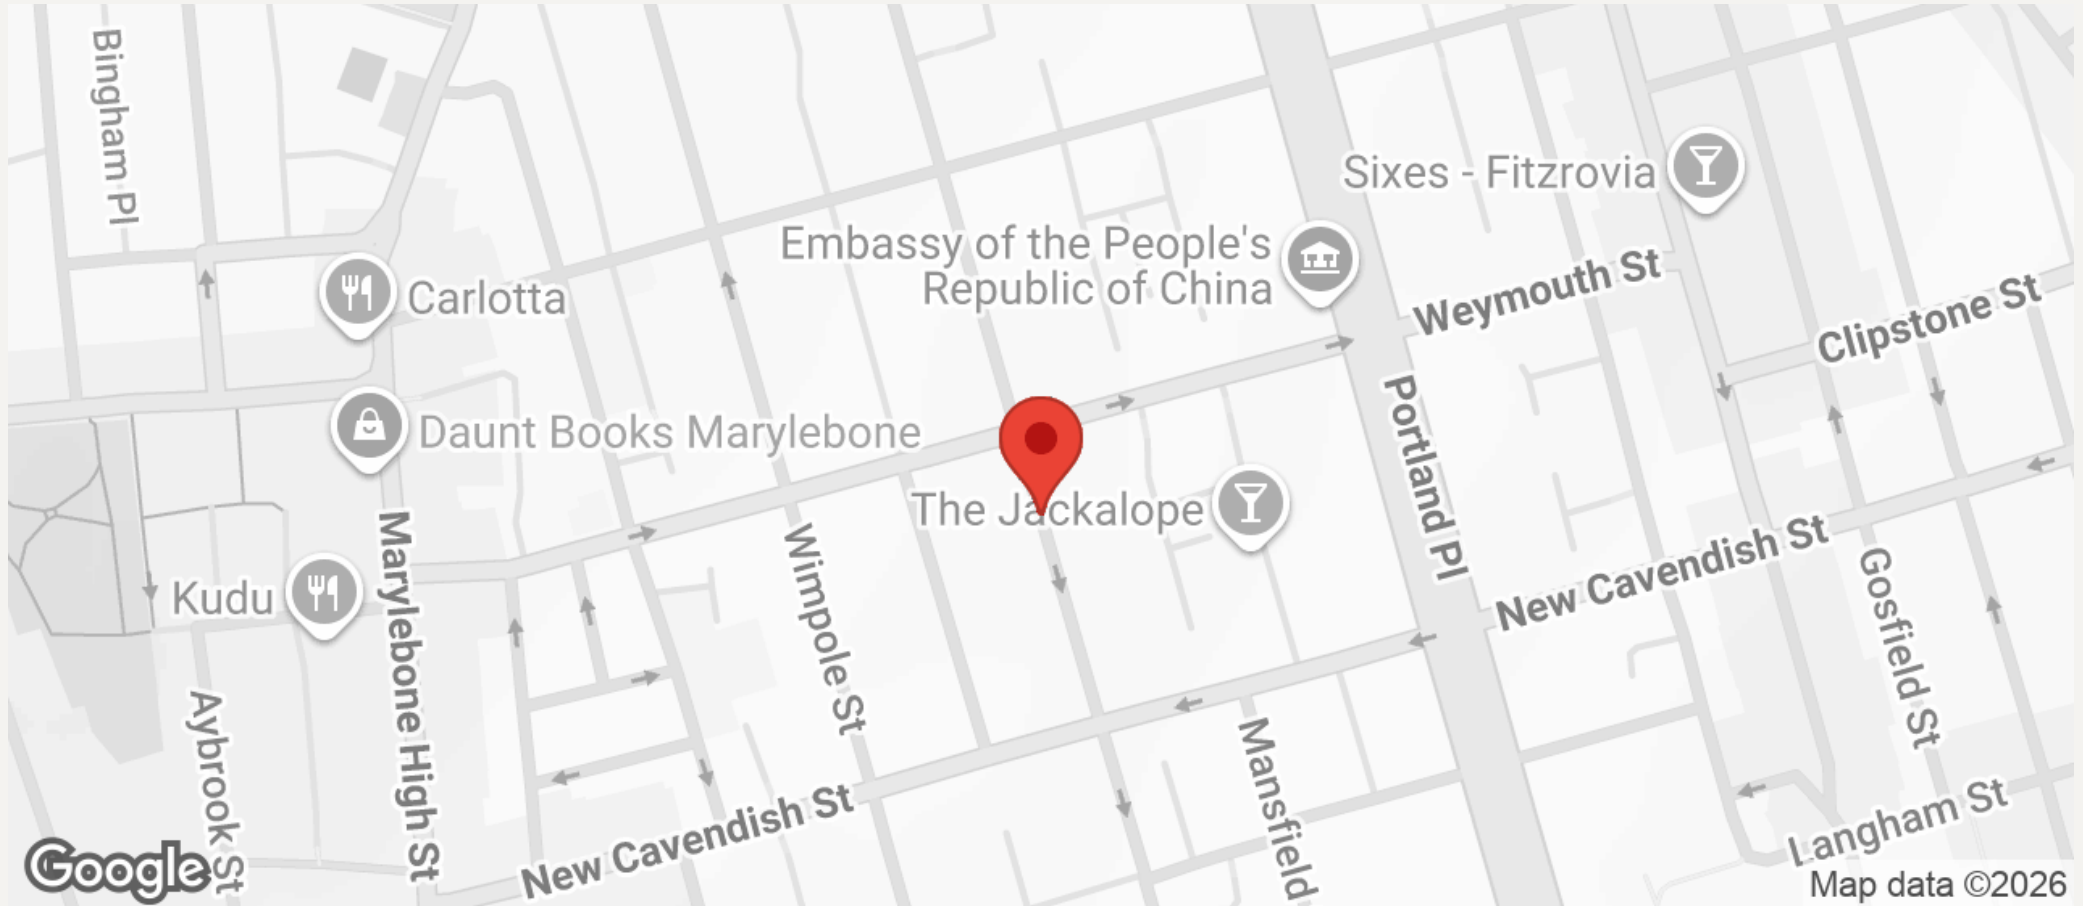 Bingham Pl
Sixes - Fitzrovia
Embassy of the People's
Republic of China
Weymouth St
Carlotta
Clipstone St
Daunt Books Marylebone
Portland Pl
The Jackalope
Marylebone High St
Wimpole St
New Cavendish St
Kudu
Gosfield St
Aybrook St
Mansfield
New Cavendish St
Langham St
Google
Map data ©2026